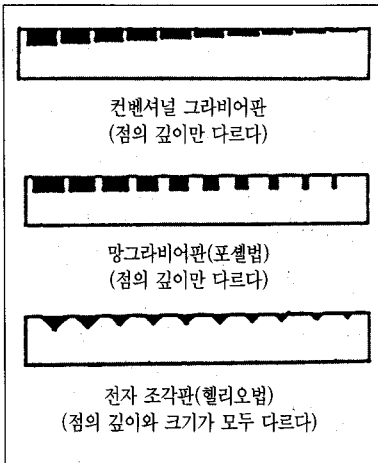 컨벤셔널 그라비어판
(점의 깊이만 다르다)
망그라비어판(포셸법)
(점의 깊이만 다르다)
전자 조각판(헬리오법)
(점의 깊이와 크기가 모두 다르다)